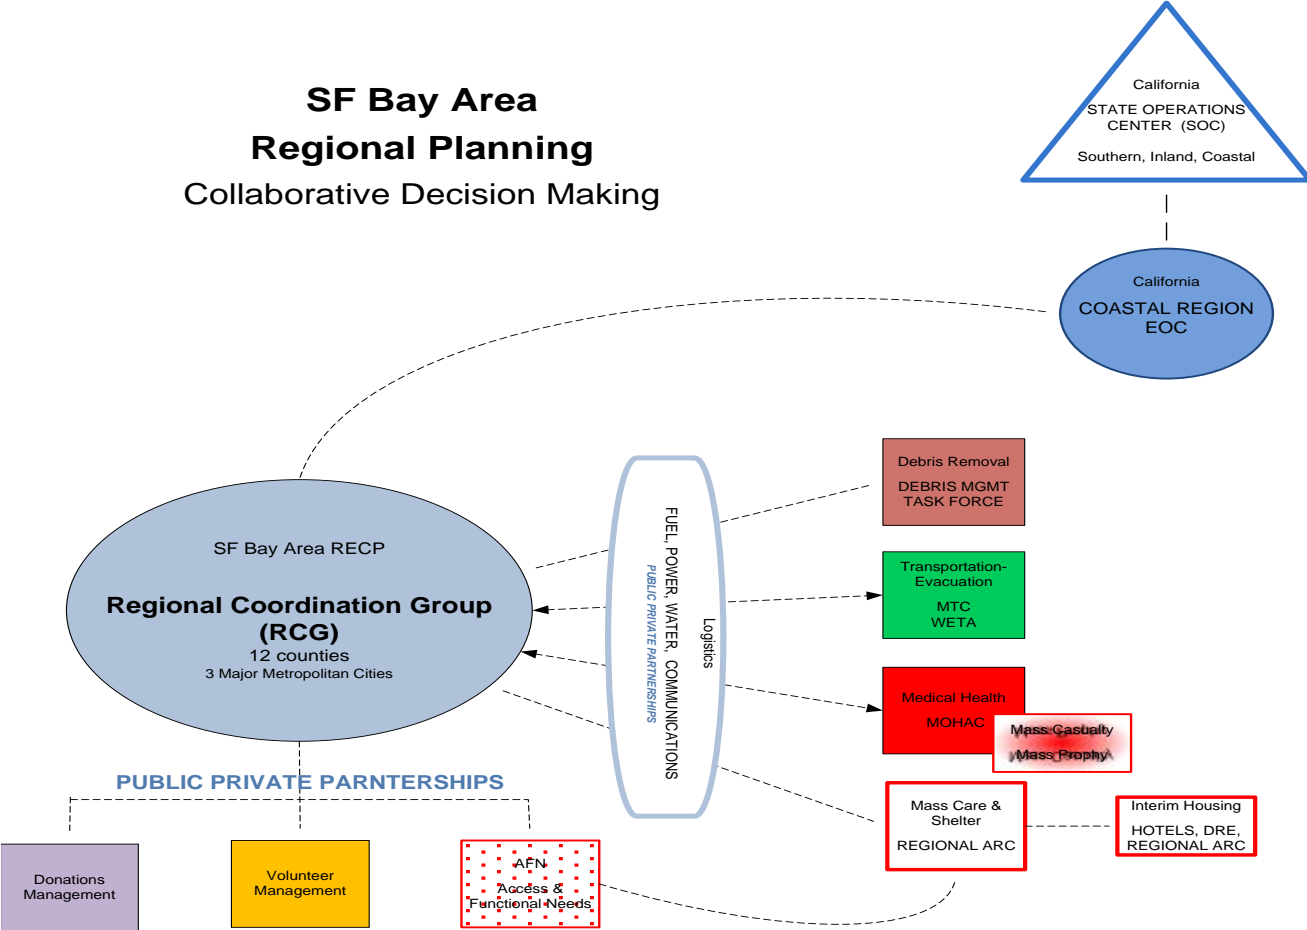 SF Bay Area
Regional Planning
Collaborative Decision Making
California
STATE OPERATIONS
CENTER (SOC)
Southern, Inland, Coastal
California
COASTAL REGION
EOC
SF Bay Area RECP
Regional Coordination Group
(RCG)
12 counties
3 Major Metropolitan Cities
Logistics
FUEL, POWER, WATER, COMMUNICATIONS
PUBLIC PRIVATE PARTNERSHIPS
Debris Removal
DEBRIS MGMT
TASK FORCE
Transportation-
Evacuation
MTC
WETA
Medical Health
MOHAC
Mass Casualty
Mass Prophy
Mass Care &
Shelter
REGIONAL ARC
Interim Housing
HOTELS, DRE,
REGIONAL ARC
PUBLIC PRIVATE PARNTERSHIPS
Donations
Management
Volunteer
Management
AFN
Access &
Functional Needs